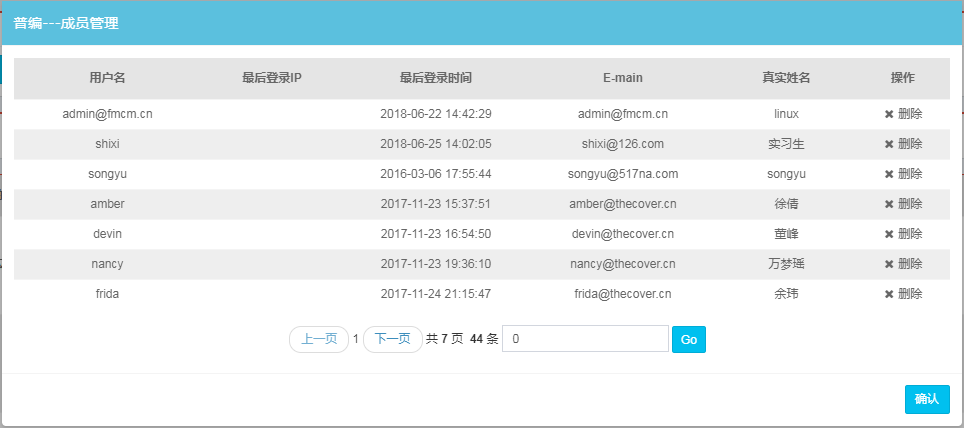 普编---成员管理
用户名 最后登录IP 最后登录时间 E-main 真实姓名 操作
admin@fmcm.cn 2018-06-22 14:42:29 admin@fmcm.cn linux ✖ 删除
shixi 2018-06-25 14:02:05 shixi@126.com 实习生 ✖ 删除
songyu 2016-03-06 17:55:44 songyu@517na.com songyu ✖ 删除
amber 2017-11-23 15:37:51 amber@thecover.cn 徐倩 ✖ 删除
devin 2017-11-23 16:54:50 devin@thecover.cn 董峰 ✖ 删除
nancy 2017-11-23 19:36:10 nancy@thecover.cn 万梦瑶 ✖ 删除
frida 2017-11-24 21:15:47 frida@thecover.cn 余玮 ✖ 删除
上一页 1 下一页 共 7 页 44 条 0 Go
确认